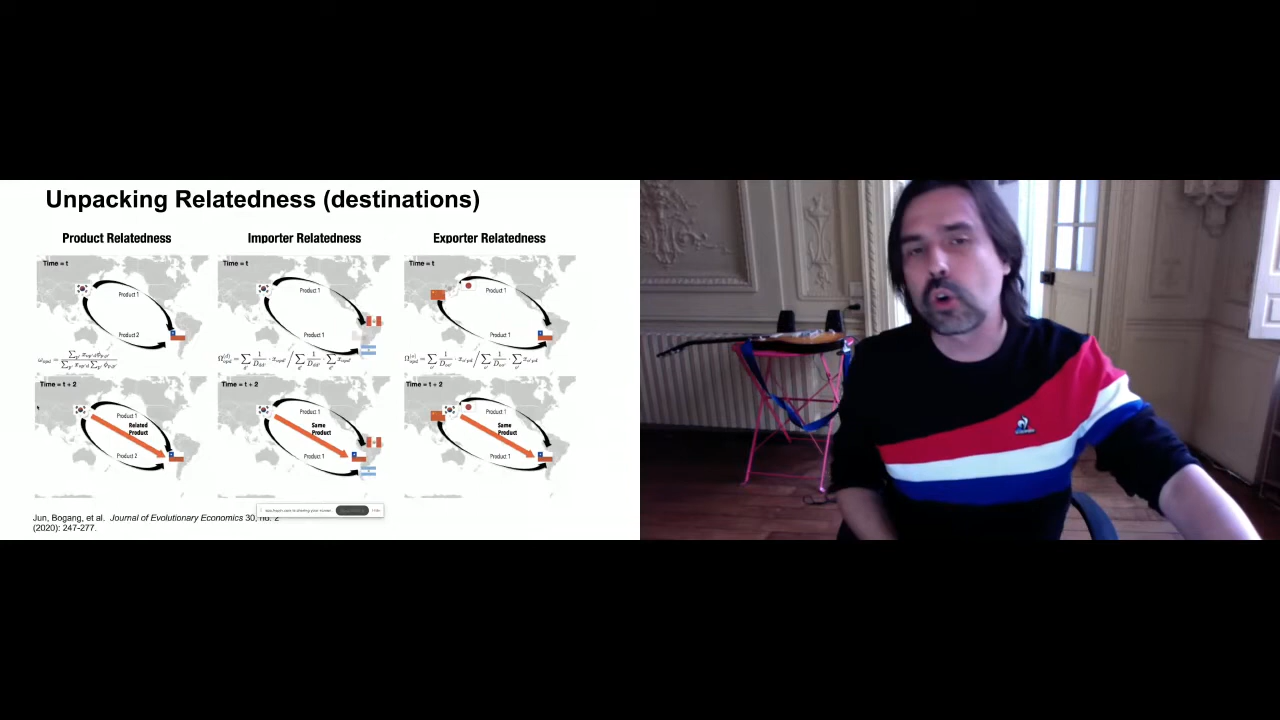 Unpacking Relatedness (destinations)
Product Relatedness
Importer Relatedness
Exporter Relatedness
Time = t
Product 1
Product 2
Time = t
Product 1
Product 1
Time = t
Product 1
Product 1
Time = t + 2
Product 1
Related
Product
Product 2
Time = t + 2
Product 1
Same
Product
Product 1
Time = t + 2
Product 1
Same
Product
Product 1
Jun, Bogang, et al. Journal of Evolutionary Economics 30, no. 2
(2020): 247-277.